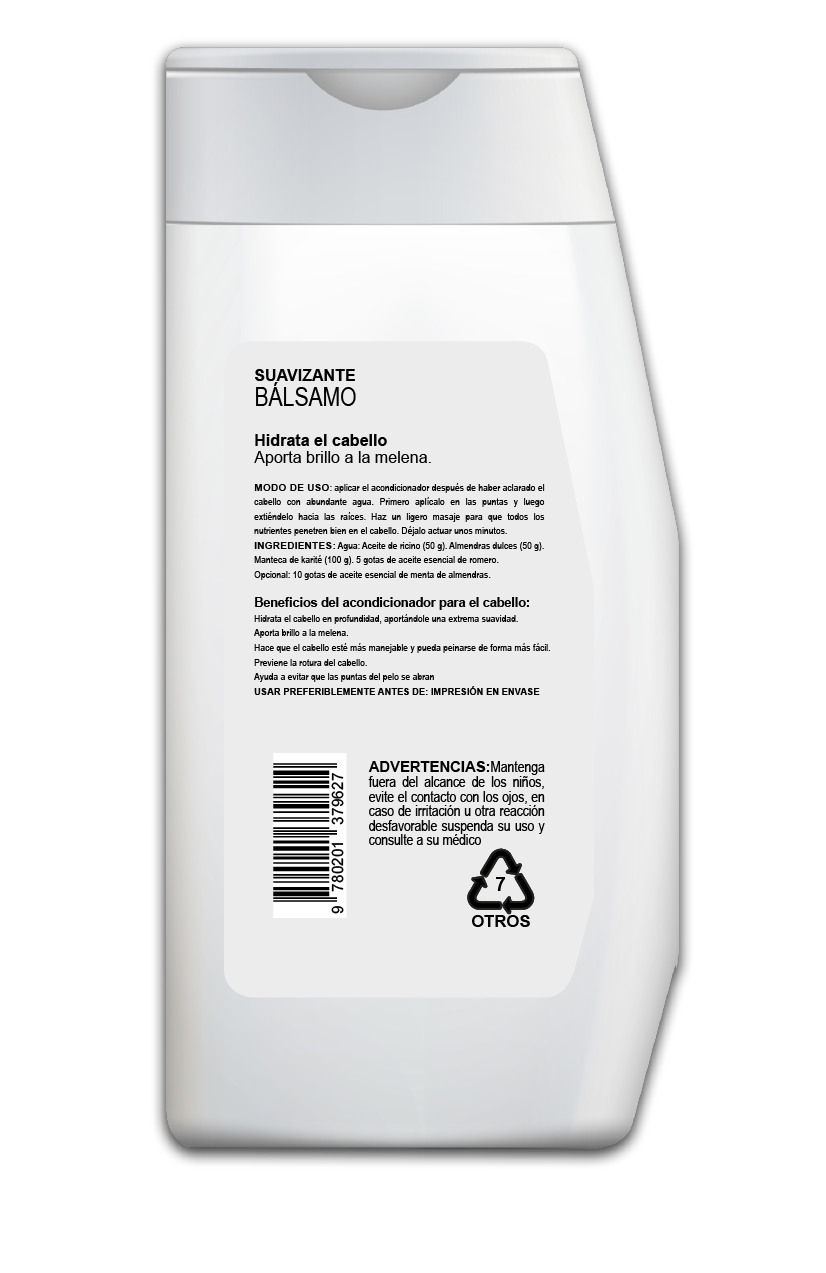 SUAVIZANTE
BÁLSAMO
Hidrata el cabello
Aporta brillo a la melena.
MODO DE USO: aplicar el acondicionador después de haber aclarado el
cabello con abundante agua. Primero aplícalo en las puntas y luego
extiéndelo hacia las raíces. Haz un ligero masaje para que todos los
nutrientes penetren bien en el cabello. Déjalo actuar unos minutos.
INGREDIENTES: Agua: Aceite de ricino (50 g). Almendras dulces (50 g).
Manteca de karité (100 g). 5 gotas de aceite esencial de romero.
Opcional: 10 gotas de aceite esencial de menta de almendras.
Beneficios del acondicionador para el cabello:
Hidrata el cabello en profundidad, aportándole una extrema suavidad.
Aporta brillo a la melena.
Hace que el cabello esté más manejable y pueda peinarse de forma más fácil.
Previene la rotura del cabello.
Ayuda a evitar que las puntas del pelo se abran
USAR PREFERIBLEMENTE ANTES DE: IMPRESIÓN EN ENVASE
9 780201 379627
ADVERTENCIAS:Mantenga
fuera del alcance de los niños,
evite el contacto con los ojos, en
caso de irritación u otra reacción
desfavorable suspenda su uso y
consulte a su médico
7
OTROS